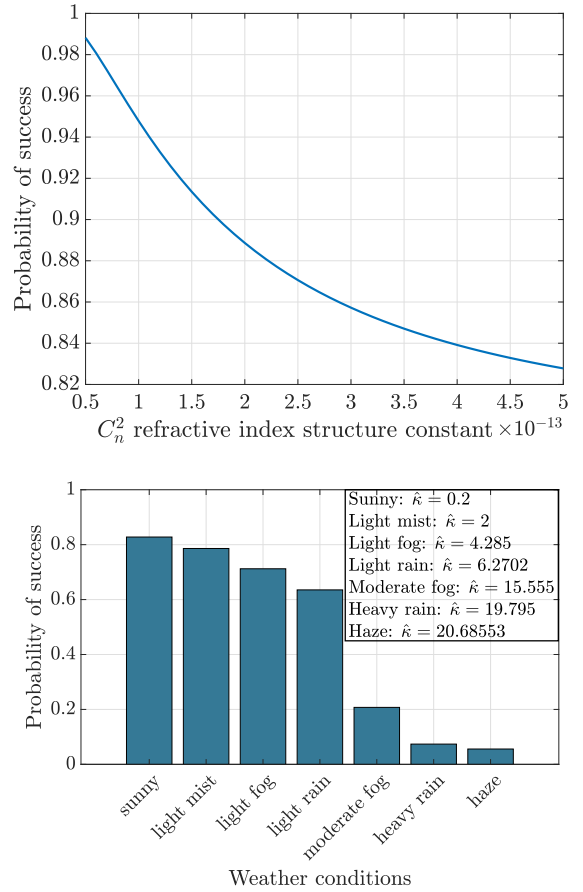 1
0.98
0.96
0.94
0.92
0.9
0.88
0.86
0.84
0.82
Probability of success
0.5 1 1.5 2 2.5 3 3.5 4 4.5 5
$C_n^2$ refractive index structure constant ×10⁻¹³
1
0.8
0.6
0.4
0.2
0
Probability of success
Sunny: κ̂ = 0.2
Light mist: κ̂ = 2
Light fog: κ̂ = 4.285
Light rain: κ̂ = 6.2702
Moderate fog: κ̂ = 15.555
Heavy rain: κ̂ = 19.795
Haze: κ̂ = 20.68553
sunny
light mist
light fog
light rain
moderate fog
heavy rain
haze
Weather conditions